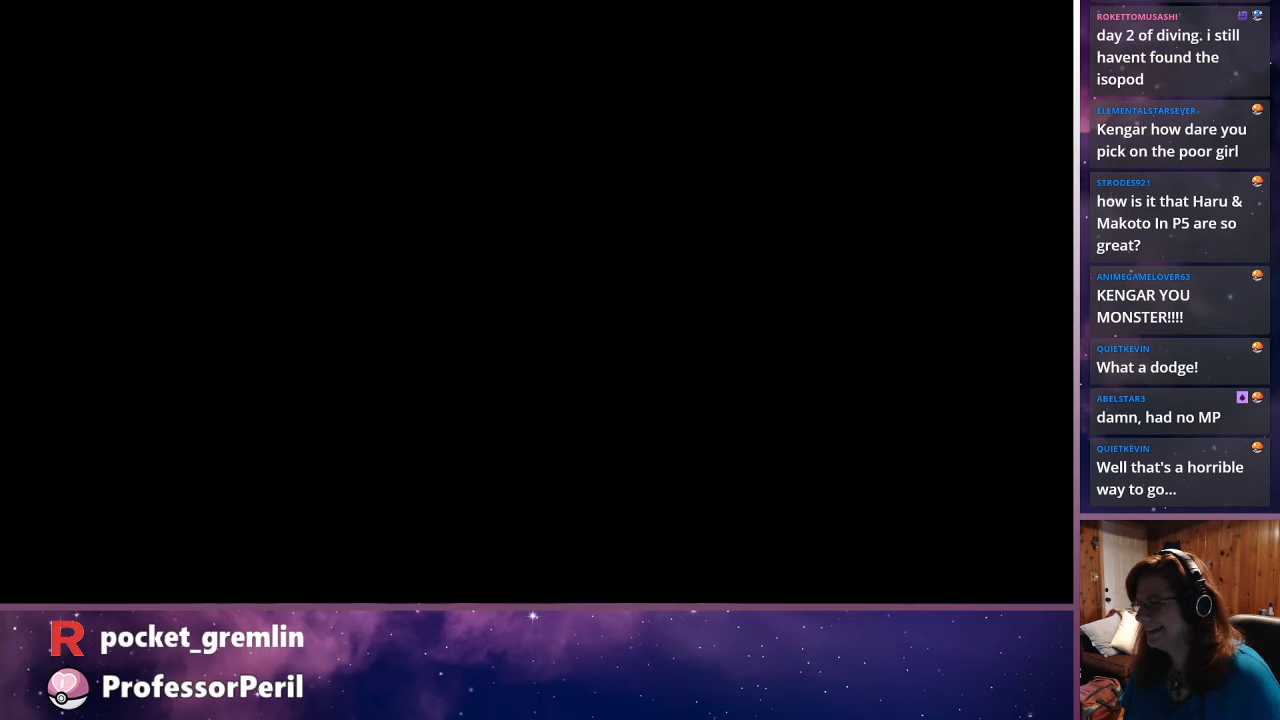 ROKETTOMUSASHI
day 2 of diving. i still
havent found the
isopod
ELEMENTALSTARSEVER
Kengar how dare you
pick on the poor girl
STRODES921
how is it that Haru &
Makoto In P5 are so
great?
ANIMEGAMELOVER63
KENGAR YOU
MONSTER!!!!
QUIETKEVIN
What a dodge!
ABELSTAR3
damn, had no MP
QUIETKEVIN
Well that's a horrible
way to go...
R pocket_gremlin
ProfessorPeril